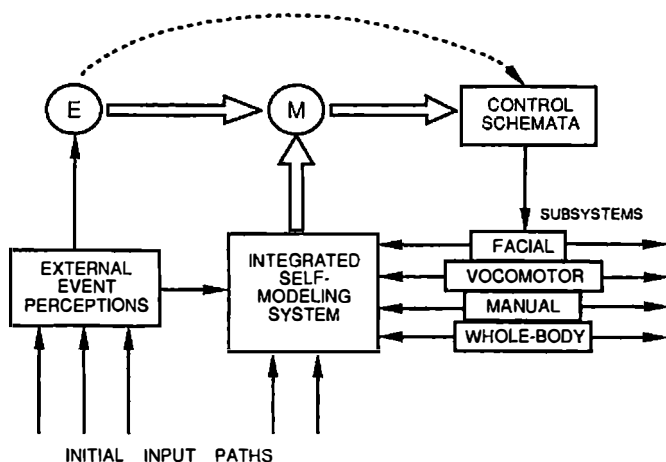 E
M
CONTROL
SCHEMATA
SUBSYSTEMS
EXTERNAL
EVENT
PERCEPTIONS
INTEGRATED
SELF-
MODELING
SYSTEM
FACIAL
VOCOMOTOR
MANUAL
WHOLE-BODY
INITIAL INPUT PATHS